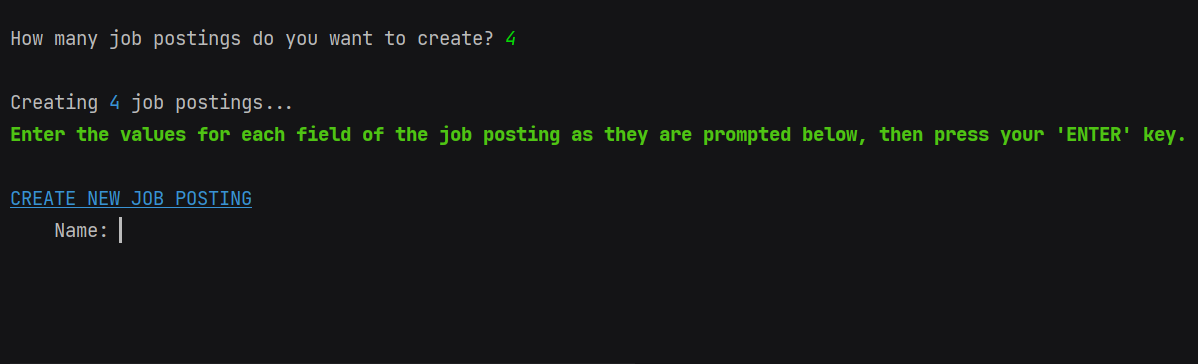 How many job postings do you want to create? 4
Creating 4 job postings...
Enter the values for each field of the job posting as they are prompted below, then press your 'ENTER' key.
CREATE NEW JOB POSTING
Name: